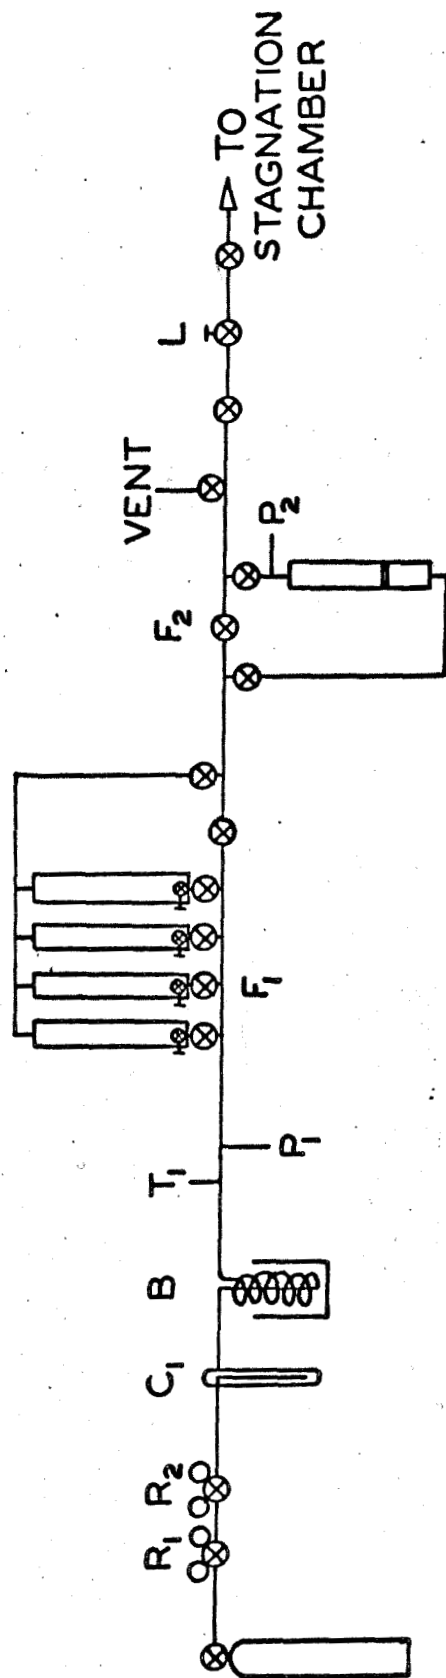 R₁
R₂
C₁
B
T₁
P₁
F₁
F₂
P₂
VENT
L
TO
STAGNATION
CHAMBER